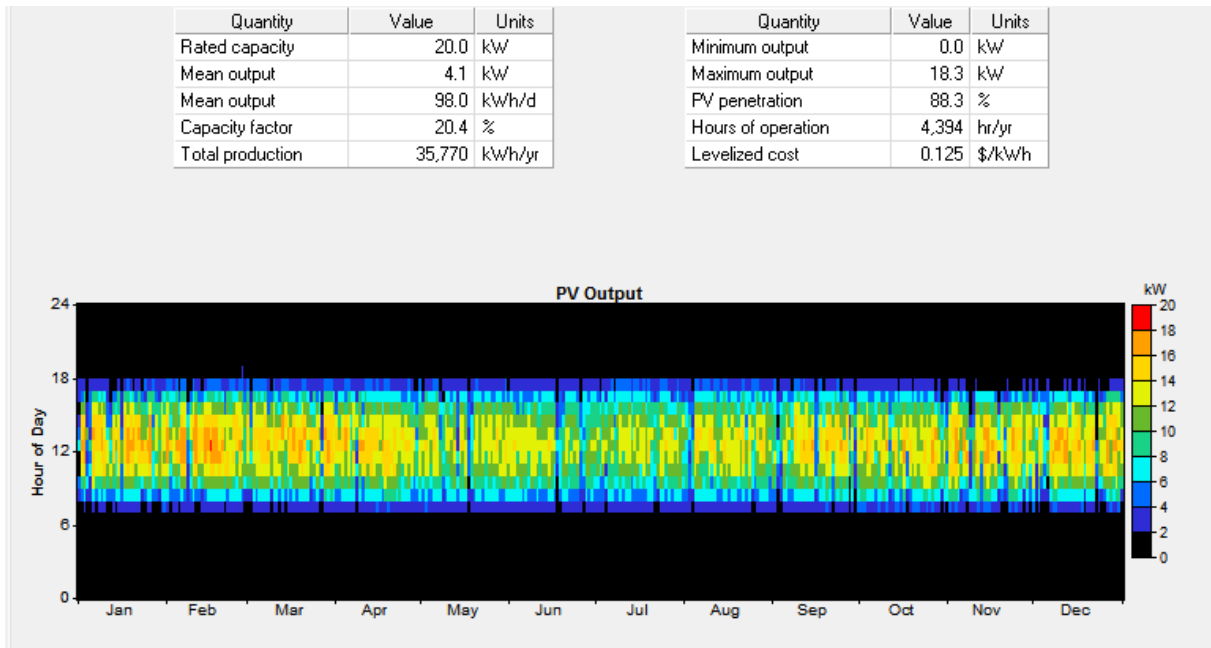 Quantity Value Units
Rated capacity 20.0 kW
Mean output 4.1 kW
Mean output 98.0 kWh/d
Capacity factor 20.4 %
Total production 35,770 kWh/yr
Quantity Value Units
Minimum output 0.0 kW
Maximum output 18.3 kW
PV penetration 88.3 %
Hours of operation 4,394 hr/yr
Levelized cost 0.125 $/kWh
PV Output
Hour of Day
24
18
12
6
0
Jan Feb Mar Apr May Jun Jul Aug Sep Oct Nov Dec
kW
20
18
16
14
12
10
8
6
4
2
0